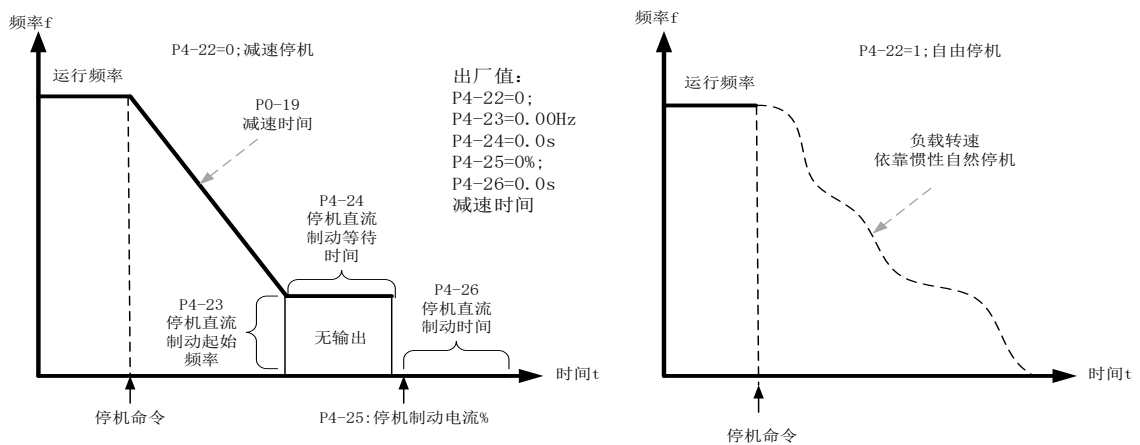 频率f
P4-22=0;减速停机
运行频率
P0-19
减速时间
出厂值:
P4-22=0;
P4-23=0.00Hz
P4-24=0.0s
P4-25=0%;
P4-26=0.0s
减速时间
P4-24
停机直流
制动等待
时间
P4-23
停机直流
制动起始
频率
无输出
P4-26
停机直流
制动时间
时间t
停机命令
P4-25:停机制动电流%
频率f
P4-22=1;自由停机
运行频率
负载转速
依靠惯性自然停机
时间t
停机命令